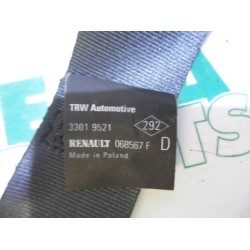 TRW Automotive
3301 9521 292
RENAULT 068567 F D
Made in Poland